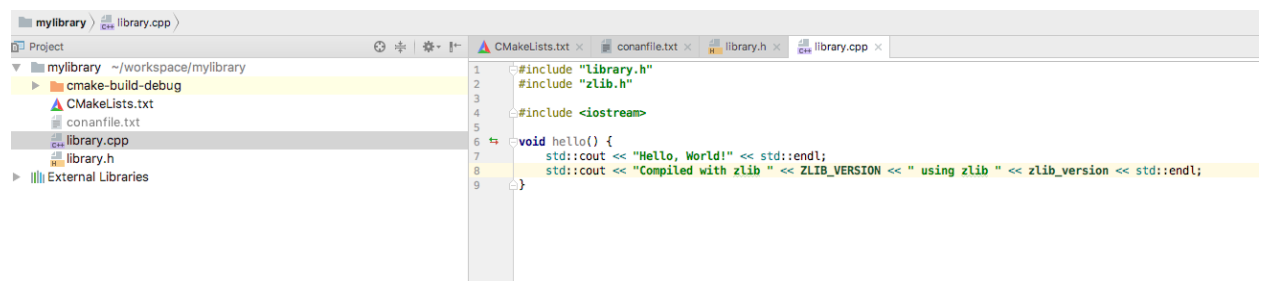 mylibrary library.cpp
Project
mylibrary ~/workspace/mylibrary
cmake-build-debug
CMakeLists.txt
conanfile.txt
library.cpp
library.h
External Libraries
CMakeLists.txt conanfile.txt library.h library.cpp
1 #include "library.h"
2 #include "zlib.h"
3
4 #include <iostream>
5
6 void hello() {
7 std::cout << "Hello, World!" << std::endl;
8 std::cout << "Compiled with zlib " << ZLIB_VERSION << " using zlib " << zlib_version << std::endl;
9 }